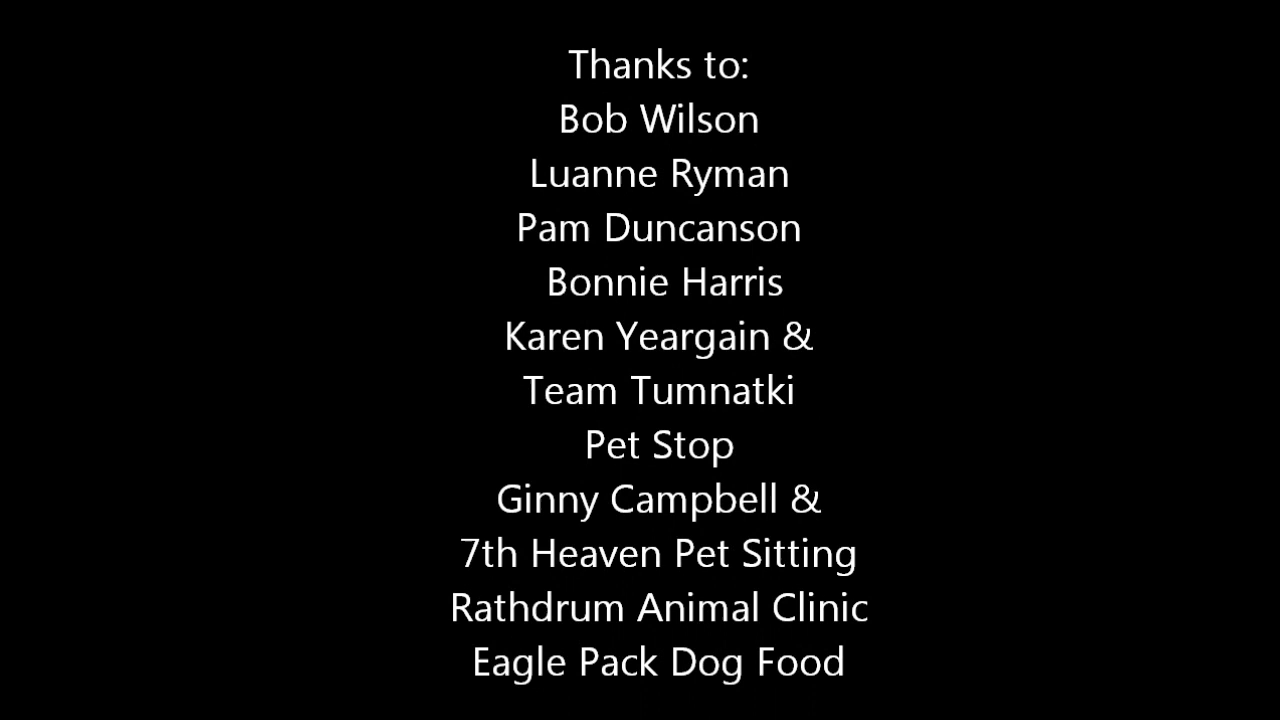 Thanks to:
Bob Wilson
Luanne Ryman
Pam Duncanson
Bonnie Harris
Karen Yeargain &
Team Tumnatki
Pet Stop
Ginny Campbell &
7th Heaven Pet Sitting
Rathdrum Animal Clinic
Eagle Pack Dog Food